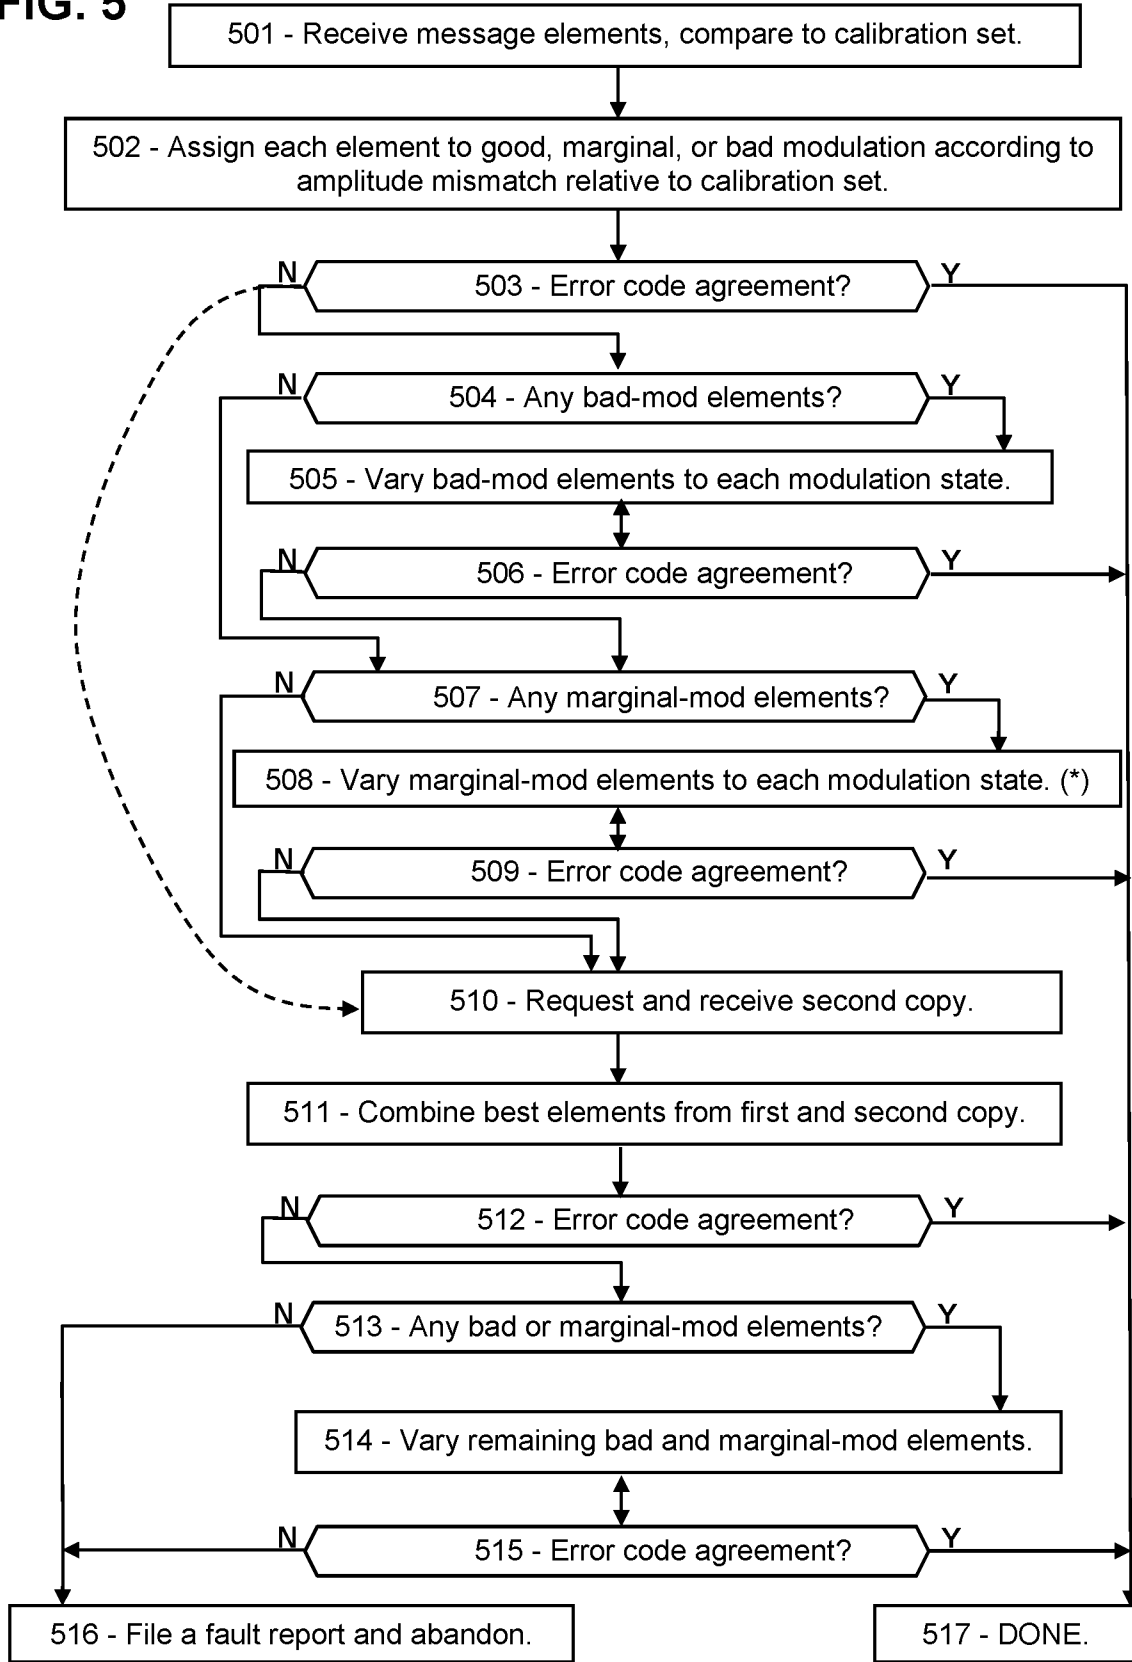 FIG. 5
501 - Receive message elements, compare to calibration set.
502 - Assign each element to good, marginal, or bad modulation according to
amplitude mismatch relative to calibration set.
N
503 - Error code agreement?
Y
N
504 - Any bad-mod elements?
Y
505 - Vary bad-mod elements to each modulation state.
N
506 - Error code agreement?
Y
N
507 - Any marginal-mod elements?
Y
508 - Vary marginal-mod elements to each modulation state. (*)
N
509 - Error code agreement?
Y
510 - Request and receive second copy.
511 - Combine best elements from first and second copy.
N
512 - Error code agreement?
Y
N
513 - Any bad or marginal-mod elements?
Y
514 - Vary remaining bad and marginal-mod elements.
N
515 - Error code agreement?
Y
516 - File a fault report and abandon.
517 - DONE.